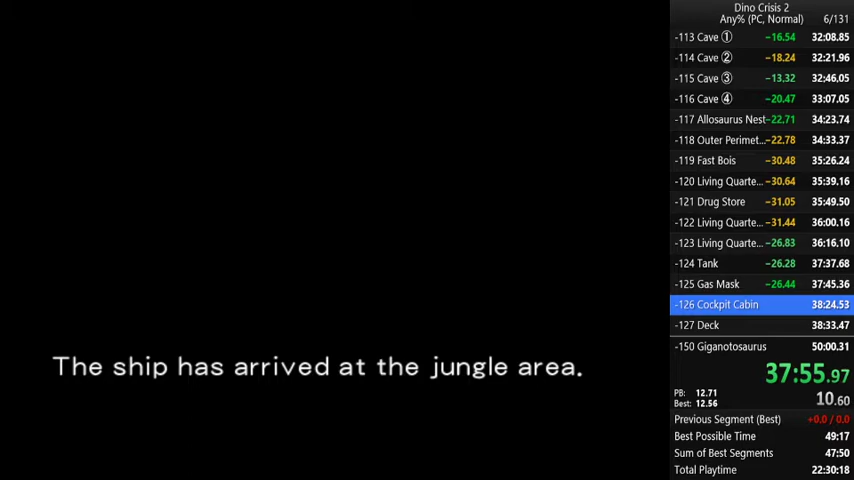 Dino Crisis 2
Any% (PC, Normal) 6/131
-113 Cave ① −16.54 32:08.85
-114 Cave ② −18.24 32:21.96
-115 Cave ③ −13.32 32:46.05
-116 Cave ④ −20.47 33:07.05
-117 Allosaurus Nest −22.71 34:23.74
-118 Outer Perimet... −22.78 34:33.37
-119 Fast Bois −30.48 35:26.24
-120 Living Quarte... −30.64 35:39.16
-121 Drug Store −31.05 35:49.50
-122 Living Quarte... −31.44 36:00.16
-123 Living Quarte... −26.83 36:16.10
-124 Tank −26.28 37:37.68
-125 Gas Mask −26.44 37:45.36
-126 Cockpit Cabin 38:24.53
-127 Deck 38:33.47
-150 Giganotosaurus 50:00.31
The ship has arrived at the jungle area.
37:55.97
PB: 12.71
Best: 12.56
10.60
Previous Segment (Best) +0.0 / 0.0
Best Possible Time 49:17
Sum of Best Segments 47:50
Total Playtime 22:30:18